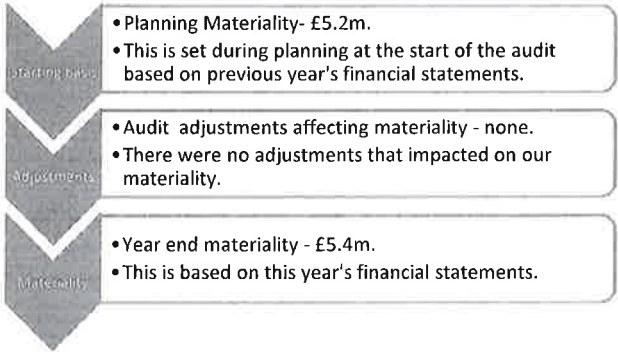 • Planning Materiality- £5.2m.
• This is set during planning at the start of the audit
based on previous year's financial statements.
Starting basis
• Audit adjustments affecting materiality - none.
• There were no adjustments that impacted on our
materiality.
Adjustments
• Year end materiality - £5.4m.
• This is based on this year's financial statements.
Materiality